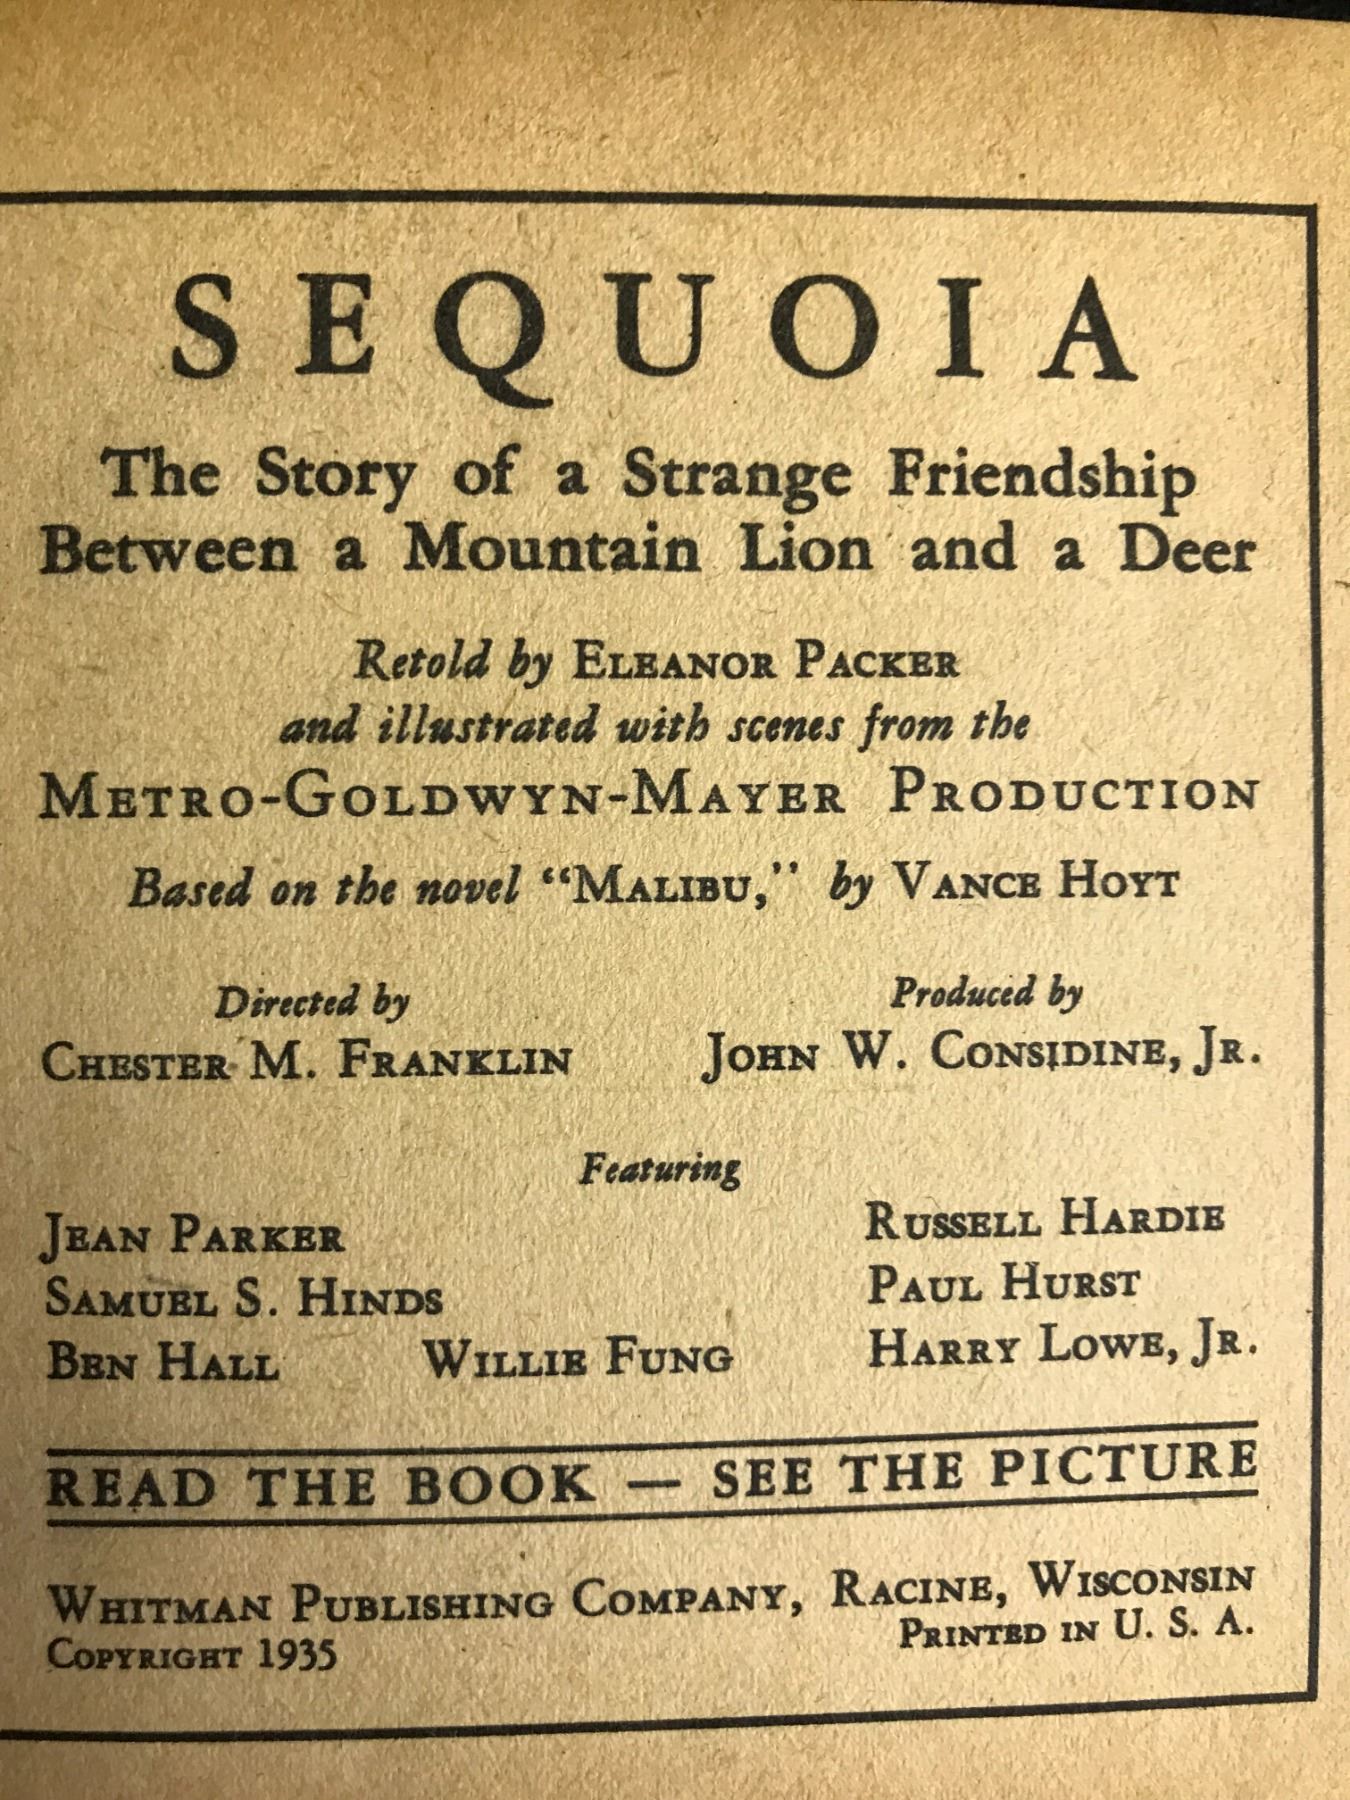 SEQUOIA
The Story of a Strange Friendship
Between a Mountain Lion and a Deer
Retold by ELEANOR PACKER
and illustrated with scenes from the
METRO-GOLDWYN-MAYER PRODUCTION
Based on the novel "MALIBU," by VANCE HOYT
Directed by Produced by
CHESTER M. FRANKLIN JOHN W. CONSIDINE, JR.
Featuring
JEAN PARKER RUSSELL HARDIE
SAMUEL S. HINDS PAUL HURST
BEN HALL WILLIE FUNG HARRY LOWE, JR.
READ THE BOOK — SEE THE PICTURE
WHITMAN PUBLISHING COMPANY, RACINE, WISCONSIN
COPYRIGHT 1935 PRINTED IN U. S. A.